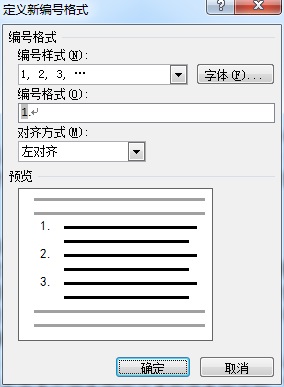 定义新编号格式
编号格式
编号样式(N):
1, 2, 3, …
字体(F)...
编号格式(O):
1.↵
对齐方式(M):
左对齐
预览
1.
2.
3.
确定
取消